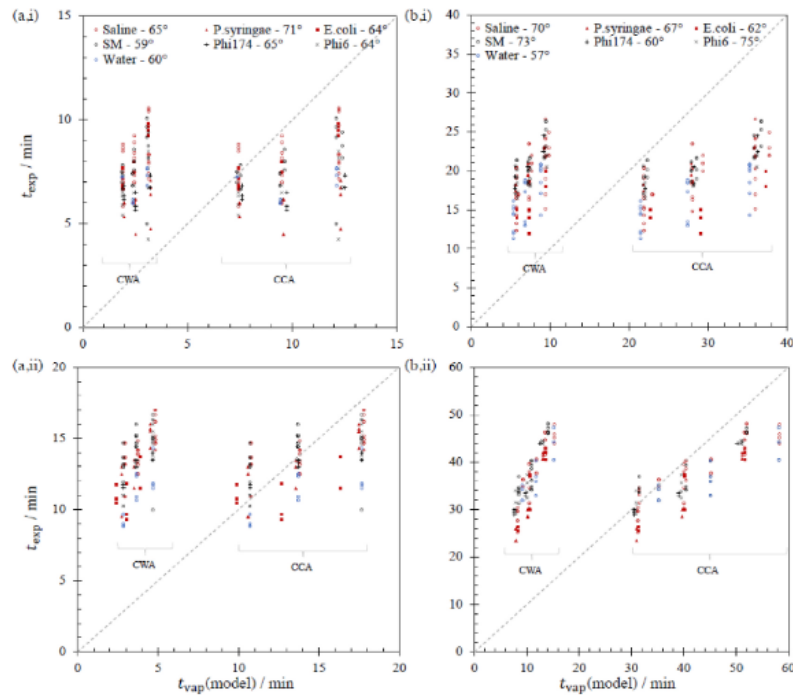 (a,i)
Saline - 65° P.syringae - 71° E.coli - 64°
SM - 59° Phi174 - 65° Phi6 - 64°
Water - 60°
15
10
5
0
t_exp / min
CWA
CCA
0 5 10 15
(b,i)
Saline - 70° P.syringae - 67° E.coli - 62°
SM - 73° Phi174 - 60° Phi6 - 75°
Water - 57°
40
35
30
25
20
15
10
5
0
CWA
CCA
0 10 20 30 40
(a,ii)
20
15
10
5
0
t_exp / min
CWA
CCA
0 5 10 15 20
t_vap(model) / min
(b,ii)
60
50
40
30
20
10
0
CWA
CCA
0 10 20 30 40 50 60
t_vap(model) / min